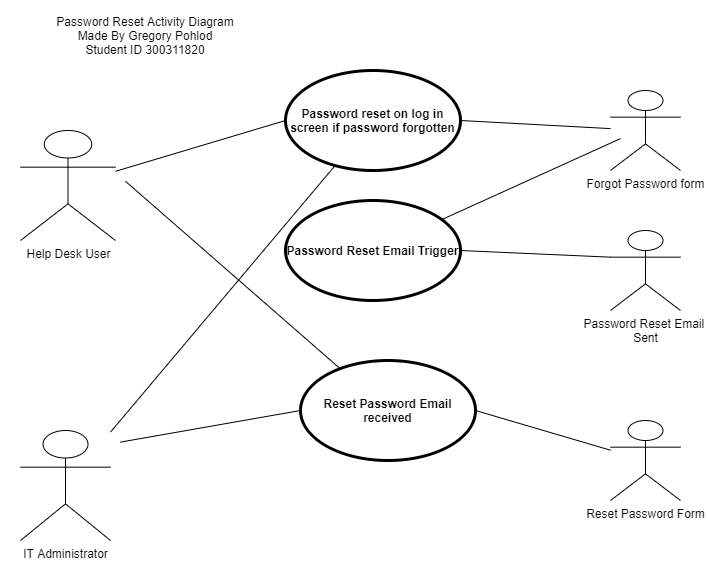 Password Reset Activity Diagram
Made By Gregory Pohlod
Student ID 300311820
Password reset on log in
screen if password forgotten
Forgot Password form
Help Desk User
Password Reset Email Trigger
Password Reset Email
Sent
Reset Password Email
received
Reset Password Form
IT Administrator